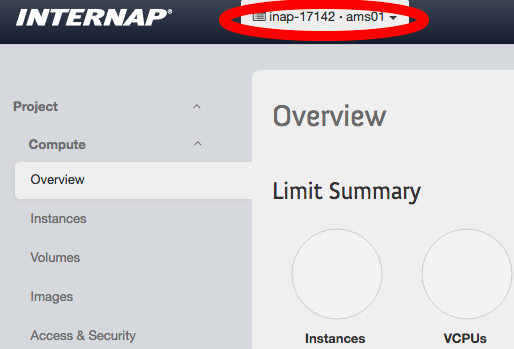 INTERNAP®
inap-17142 · ams01
Project
Compute
Overview
Instances
Volumes
Images
Access & Security
Overview
Limit Summary
Instances
VCPUs